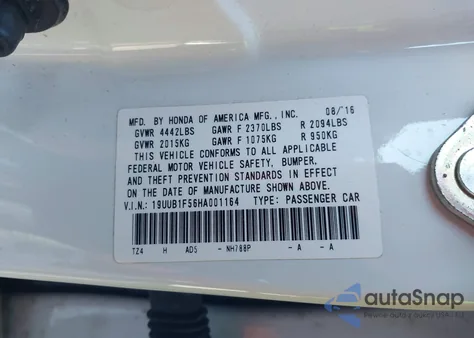 MFD. BY HONDA OF AMERICA MFG., INC. 08/'16
GVWR 4442LBS GAWR F 2370LBS R 2094LBS
GVWR 2015KG GAWR F 1075KG R 950KG
THIS VEHICLE CONFORMS TO ALL APPLICABLE
FEDERAL MOTOR VEHICLE SAFETY, BUMPER,
AND THEFT PREVENTION STANDARDS IN EFFECT
ON THE DATE OF MANUFACTURE SHOWN ABOVE.
V.I.N.: 19UUB1F56HA001164 TYPE: PASSENGER CAR
TZ4 H AD5 - NH788P - A - A
autoSnap